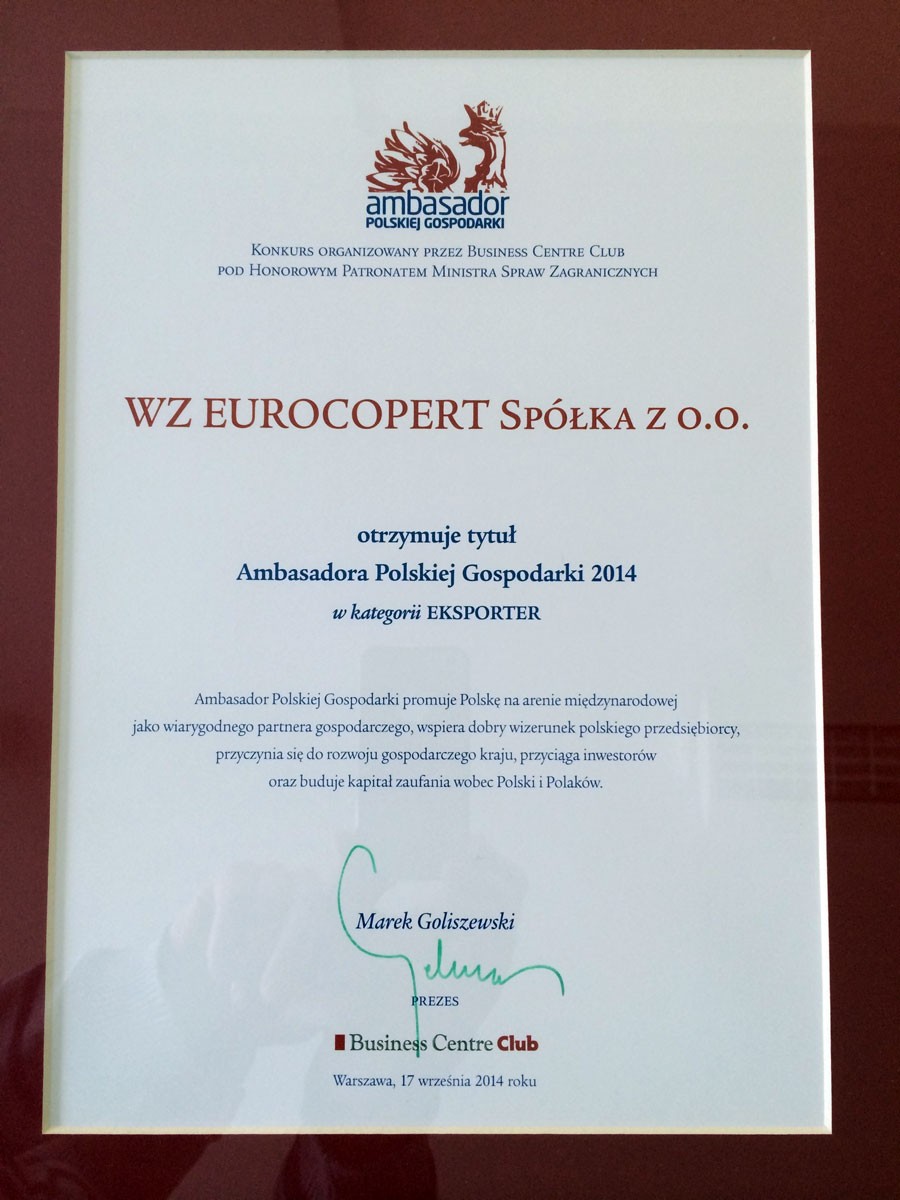 ambasador
POLSKIEJ GOSPODARKI
Konkurs organizowany przez Business Centre Club
pod Honorowym Patronatem Ministra Spraw Zagranicznych
WZ EUROCOPERT Spółka z o.o.
otrzymuje tytuł
Ambasadora Polskiej Gospodarki 2014
w kategorii EKSPORTER
Ambasador Polskiej Gospodarki promuje Polskę na arenie międzynarodowej
jako wiarygodnego partnera gospodarczego, wspiera dobry wizerunek polskiego przedsiębiorcy,
przyczynia się do rozwoju gospodarczego kraju, przyciąga inwestorów
oraz buduje kapitał zaufania wobec Polski i Polaków.
Marek Goliszewski
PREZES
Business Centre Club
Warszawa, 17 września 2014 roku